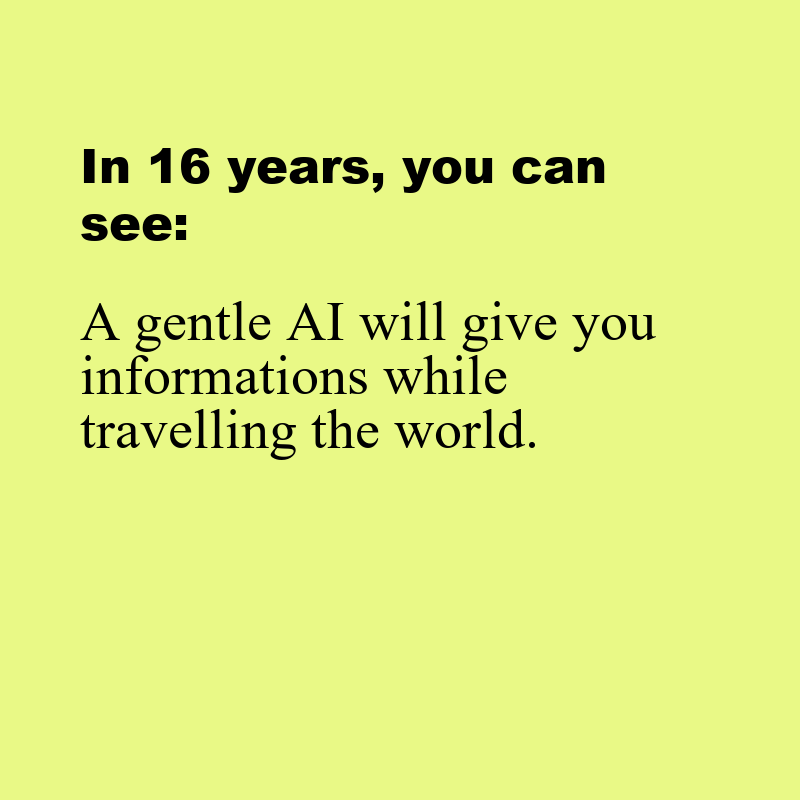 In 16 years, you can
see:
A gentle AI will give you
informations while
travelling the world.